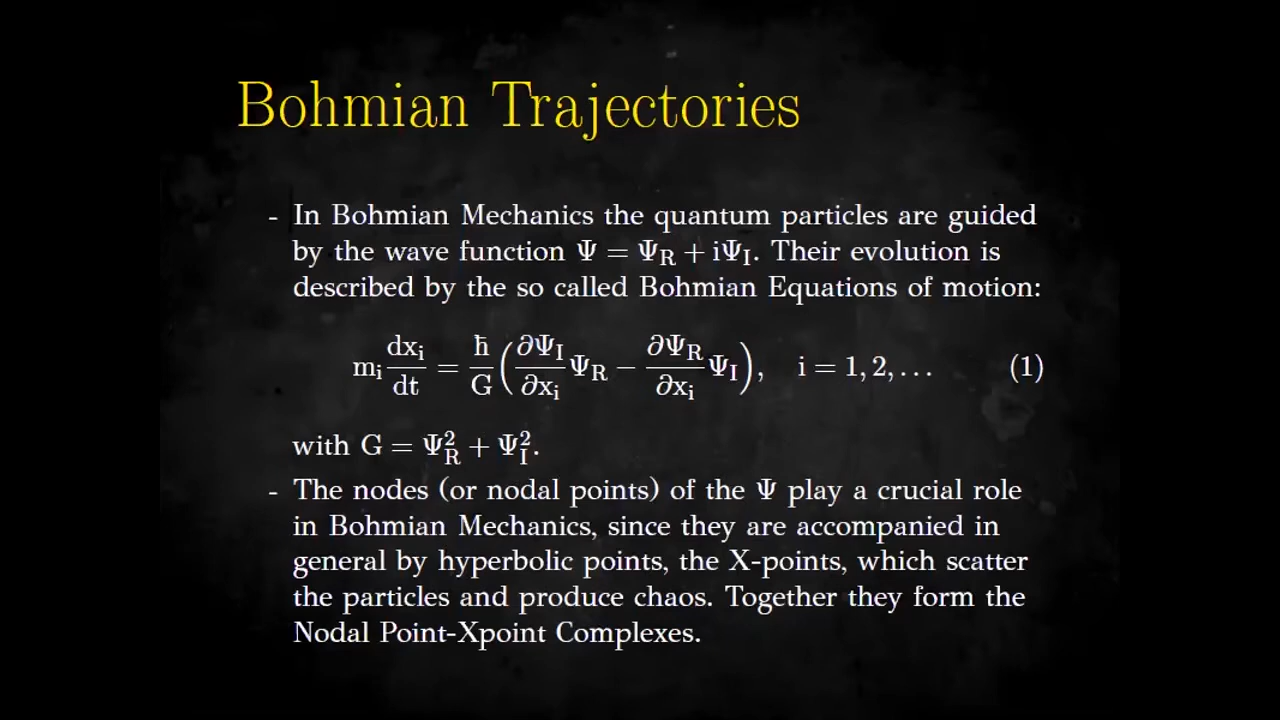 Bohmian Trajectories
- In Bohmian Mechanics the quantum particles are guided
by the wave function Ψ = Ψ_R + iΨ_I. Their evolution is
described by the so called Bohmian Equations of motion:
m_i dx_i/dt = ħ/G (∂Ψ_I/∂x_i Ψ_R − ∂Ψ_R/∂x_i Ψ_I), i = 1, 2, … (1)
with G = Ψ_R^2 + Ψ_I^2.
- The nodes (or nodal points) of the Ψ play a crucial role
in Bohmian Mechanics, since they are accompanied in
general by hyperbolic points, the X-points, which scatter
the particles and produce chaos. Together they form the
Nodal Point-Xpoint Complexes.